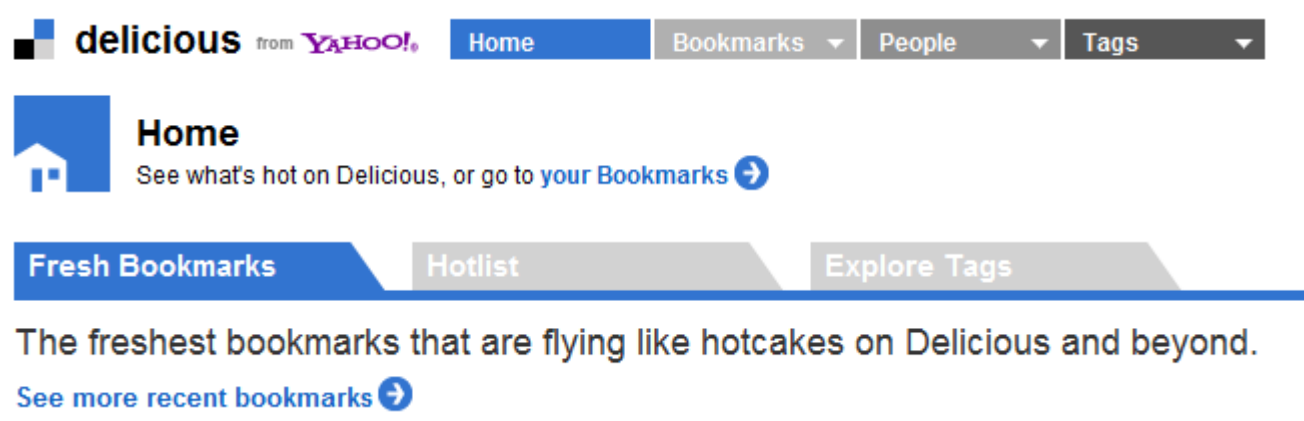 delicious from YAHOO!® Home Bookmarks People Tags
Home
See what's hot on Delicious, or go to your Bookmarks
Fresh Bookmarks Hotlist Explore Tags
The freshest bookmarks that are flying like hotcakes on Delicious and beyond.
See more recent bookmarks